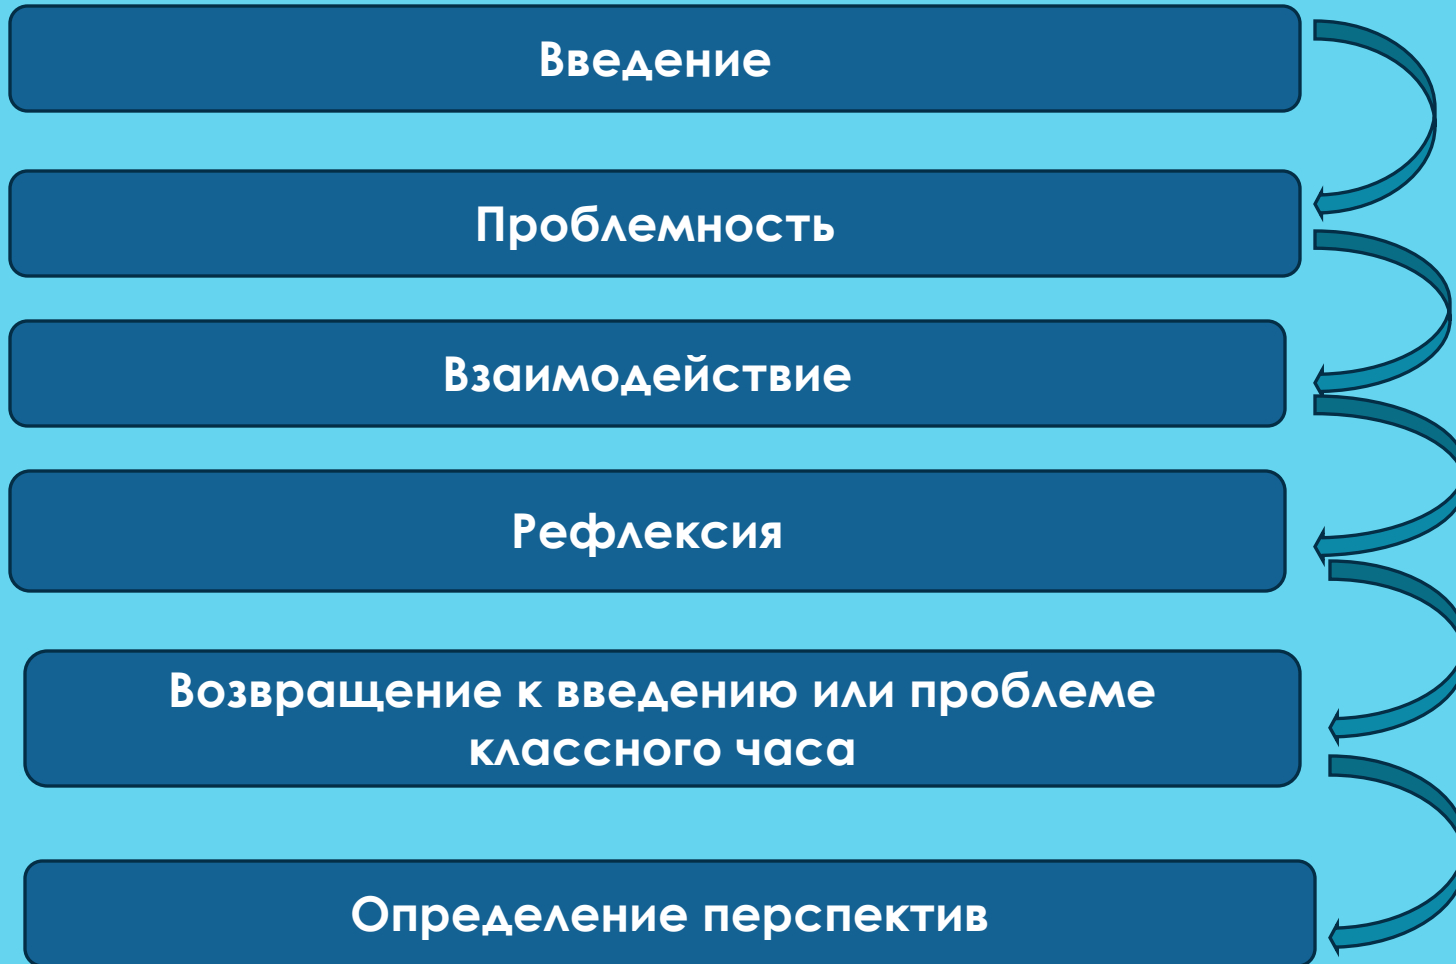 Введение
Проблемность
Взаимодействие
Рефлексия
Возвращение к введению или проблеме
классного часа
Определение перспектив